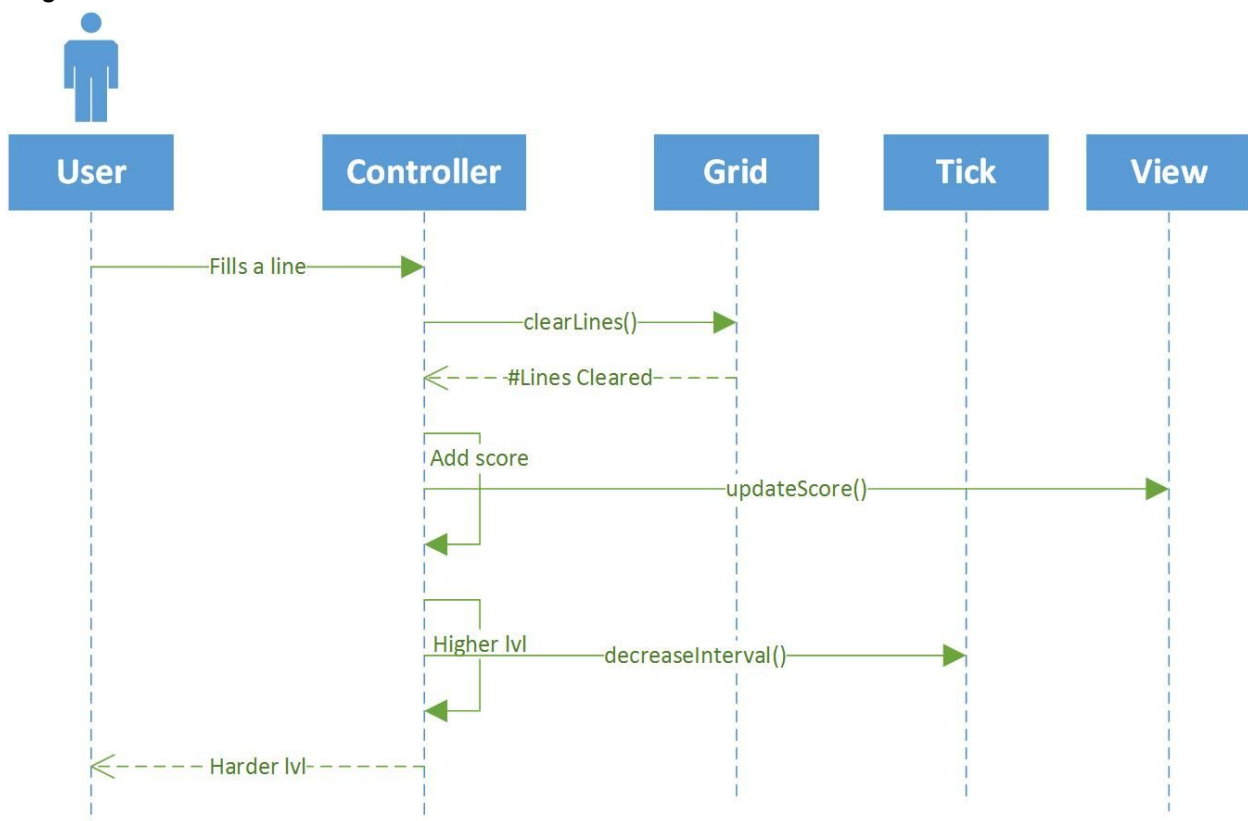 User
Controller
Grid
Tick
View
Fills a line
clearLines()
#Lines Cleared
Add score
updateScore()
Higher lvl
decreaseInterval()
Harder lvl